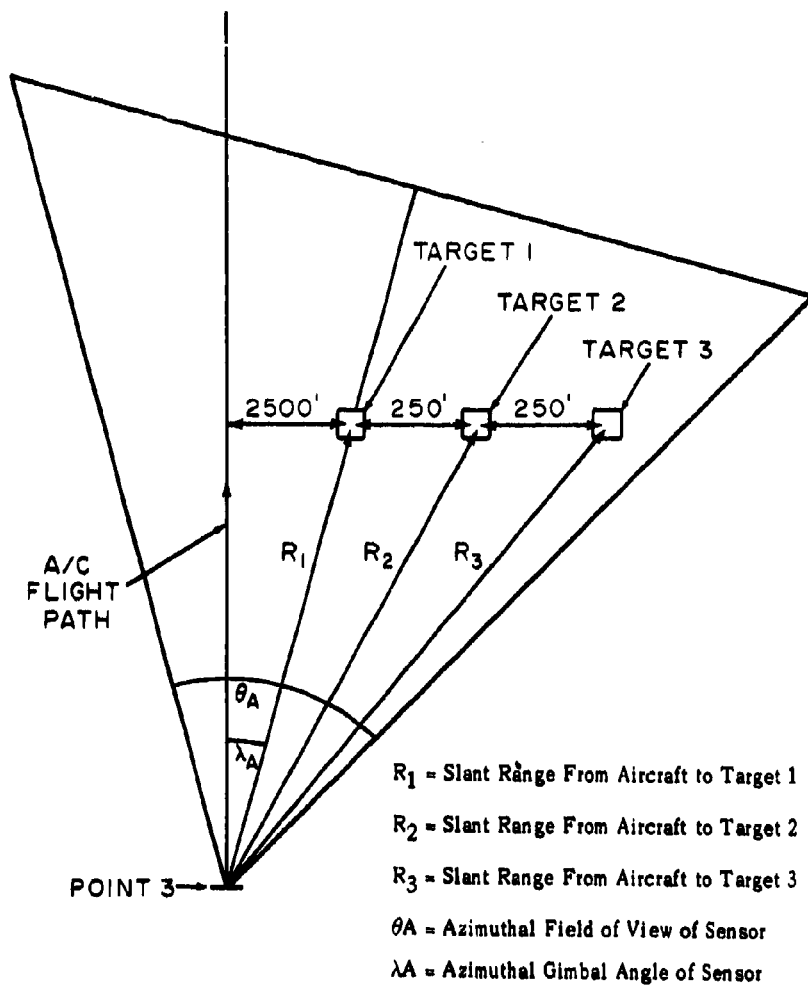 TARGET 1
TARGET 2
TARGET 3
2500' 250' 250'
R1 R2 R3
A/C
FLIGHT
PATH
θA
λA
POINT 3
R1 = Slant Range From Aircraft to Target 1
R2 = Slant Range From Aircraft to Target 2
R3 = Slant Range From Aircraft to Target 3
θA = Azimuthal Field of View of Sensor
λA = Azimuthal Gimbal Angle of Sensor